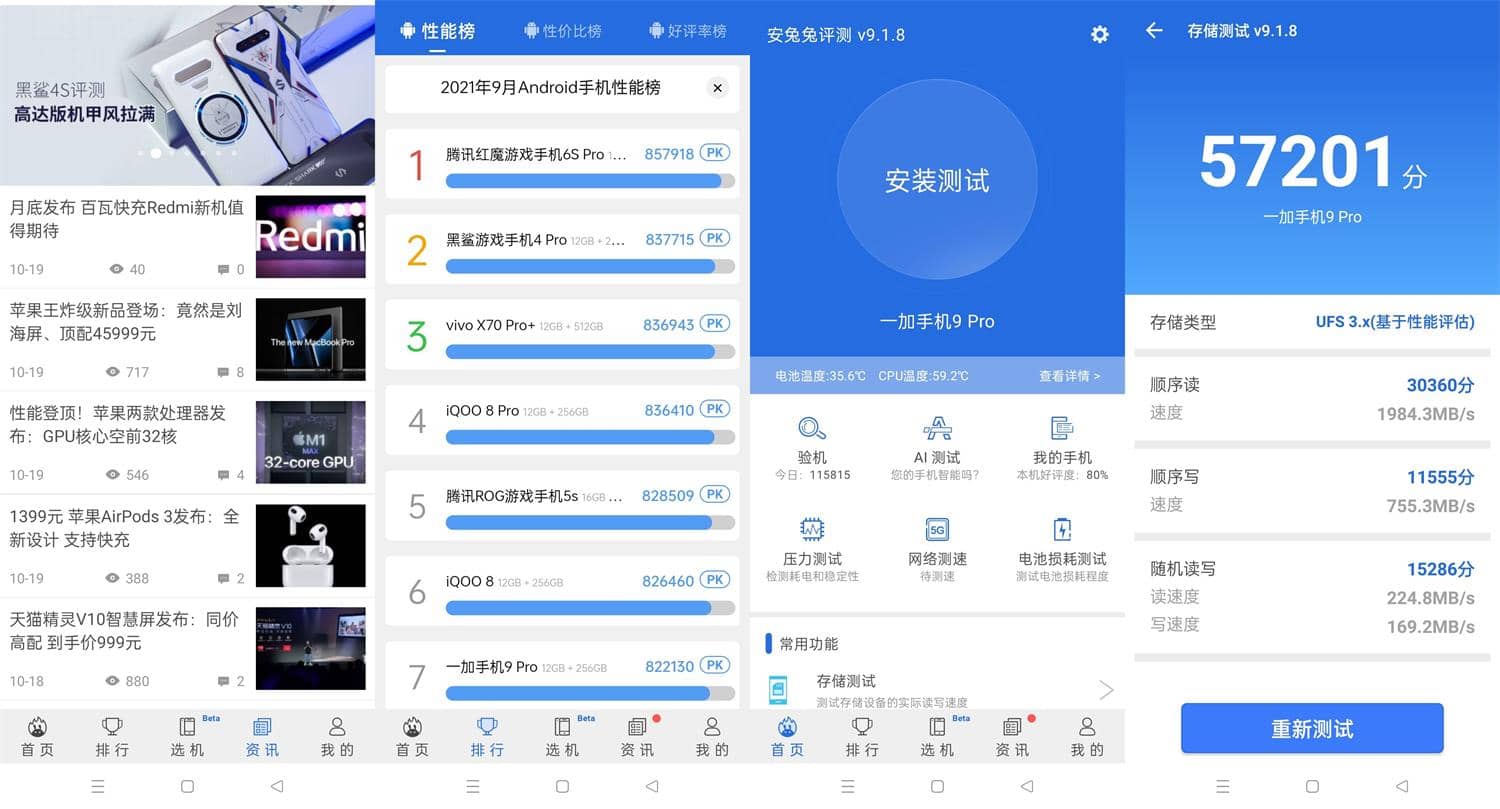 黑鲨4S评测
高达版机甲风拉满
月底发布 百瓦快充Redmi新机值
得期待
10-19 40 0
Redmi
苹果王炸级新品登场：竟然是刘
海屏、顶配45999元
10-19 717 8
The new MacBook Pro
性能登顶！苹果两款处理器发
布：GPU核心空前32核
10-19 546 4
M1
MAX
32-core GPU
1399元 苹果AirPods 3发布：全
新设计 支持快充
10-19 388 2
天猫精灵V10智慧屏发布：同价
高配 到手价999元
10-18 880 2
天猫精灵V10
首页 排行 选机 Beta 资讯 我的
性能榜 性价比榜 好评率榜
2021年9月Android手机性能榜
1 腾讯红魔游戏手机6S Pro 1... 857918 PK
2 黑鲨游戏手机4 Pro 12GB + 2... 837715 PK
3 vivo X70 Pro+ 12GB + 512GB 836943 PK
4 iQOO 8 Pro 12GB + 256GB 836410 PK
5 腾讯ROG游戏手机5s 16GB ... 828509 PK
6 iQOO 8 12GB + 256GB 826460 PK
7 一加手机9 Pro 12GB + 256GB 822130 PK
首页 排行 选机 Beta 资讯 我的
安兔兔评测 v9.1.8
安装测试
一加手机9 Pro
电池温度:35.6℃ CPU温度:59.2℃ 查看详情 >
验机 AI 测试 我的手机
今日：115815 您的手机智能吗? 本机好评度：80%
5G
压力测试 网络测速 电池损耗测试
检测耗电和稳定性 待测速 测试电池损耗程度
常用功能
存储测试
测试存储设备的实际读写速度
首页 排行 选机 Beta 资讯 我的
存储测试 v9.1.8
57201分
一加手机9 Pro
存储类型 UFS 3.x(基于性能评估)
顺序读 30360分
速度 1984.3MB/s
顺序写 11555分
速度 755.3MB/s
随机读写 15286分
读速度 224.8MB/s
写速度 169.2MB/s
重新测试